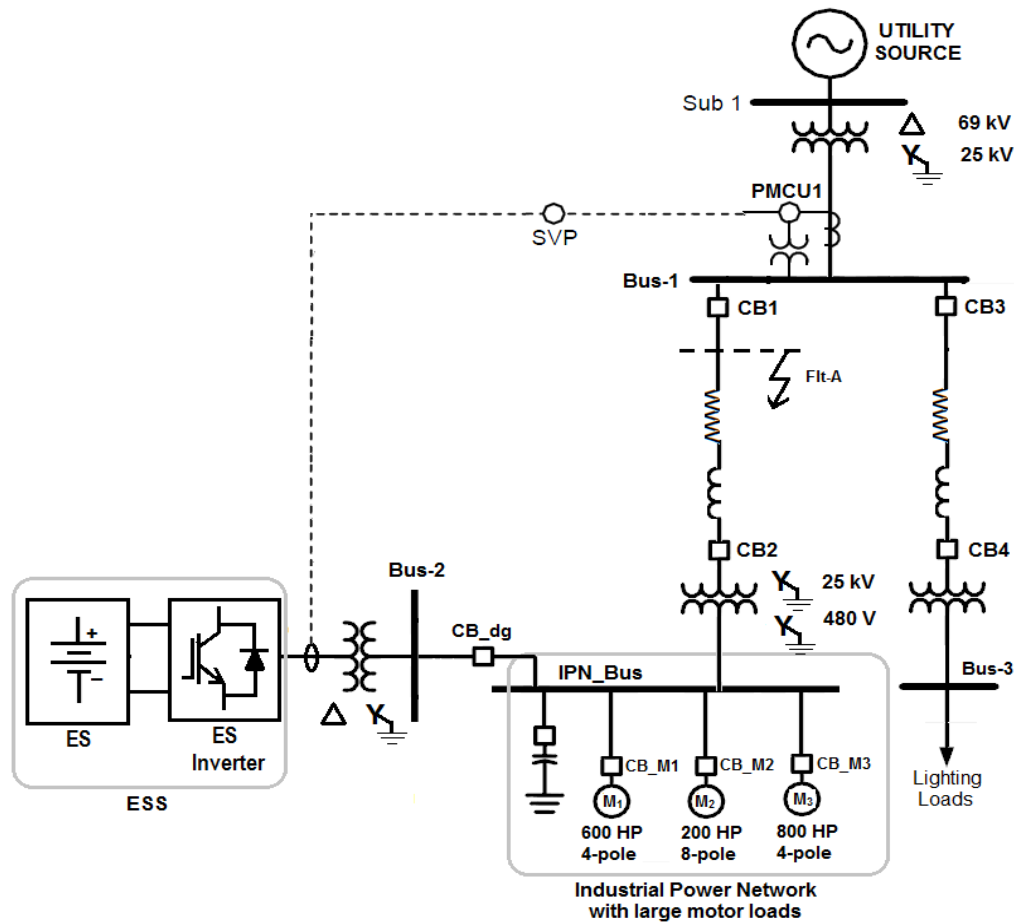 UTILITY
SOURCE
Sub 1
69 kV
25 kV
PMCU1
SVP
Bus-1
CB1
CB3
Flt-A
CB2
CB4
Bus-2
25 kV
480 V
CB_dg
IPN_Bus
Bus-3
+
−
ES
ES
Inverter
ESS
CB_M1
CB_M2
CB_M3
M1
M2
M3
600 HP
4-pole
200 HP
8-pole
800 HP
4-pole
Lighting
Loads
Industrial Power Network
with large motor loads